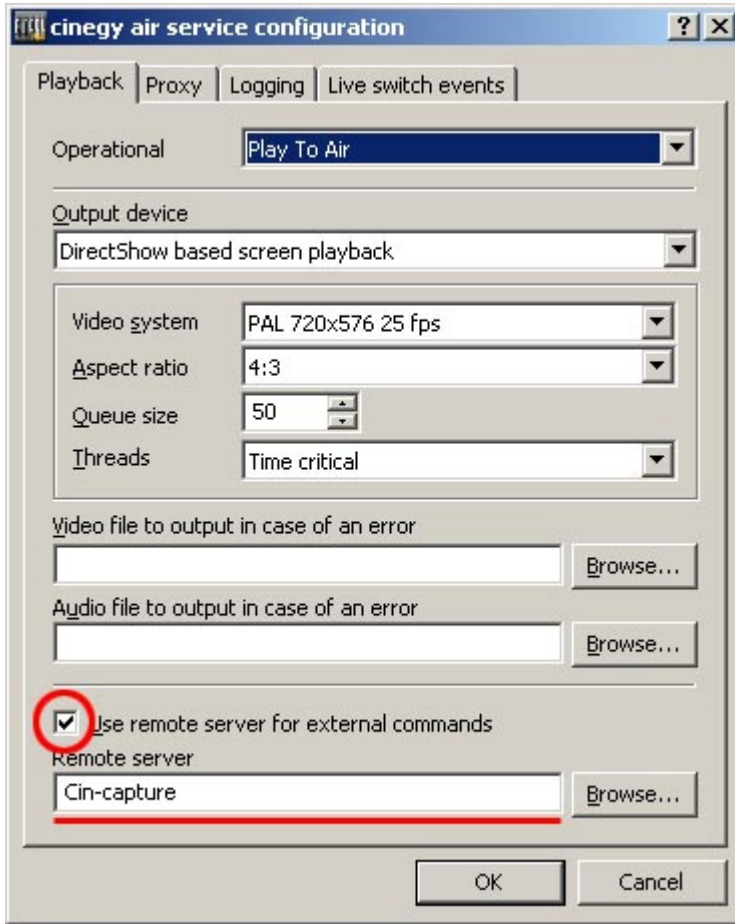 cinegy air service configuration
Playback Proxy Logging Live switch events
Operational Play To Air
Output device
DirectShow based screen playback
Video system PAL 720x576 25 fps
Aspect ratio 4:3
Queue size 50
Threads Time critical
Video file to output in case of an error
Browse...
Audio file to output in case of an error
Browse...
Use remote server for external commands
Remote server
Cin-capture Browse...
OK Cancel